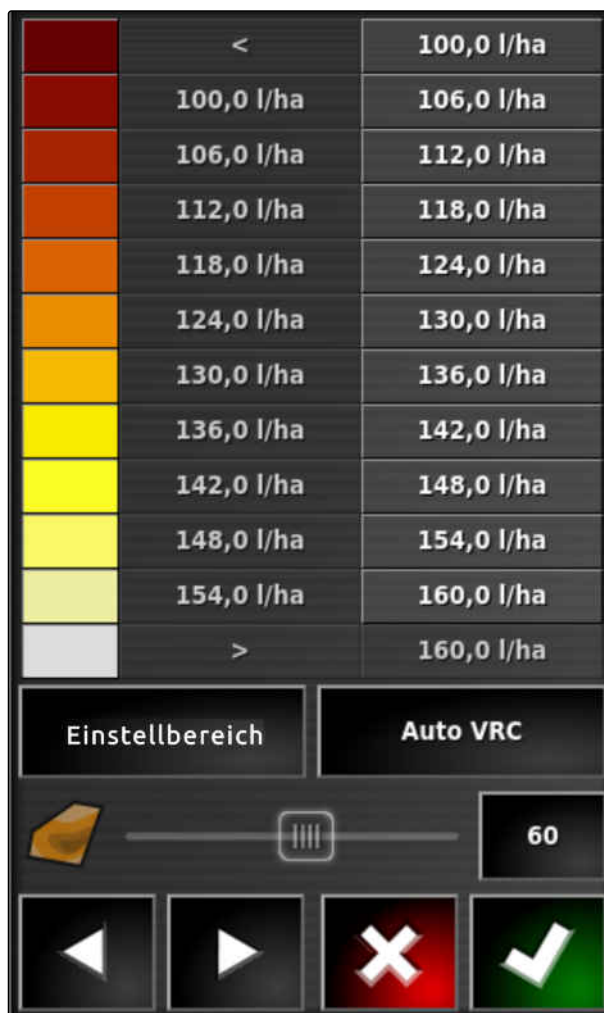 < 100,0 l/ha
100,0 l/ha 106,0 l/ha
106,0 l/ha 112,0 l/ha
112,0 l/ha 118,0 l/ha
118,0 l/ha 124,0 l/ha
124,0 l/ha 130,0 l/ha
130,0 l/ha 136,0 l/ha
136,0 l/ha 142,0 l/ha
142,0 l/ha 148,0 l/ha
148,0 l/ha 154,0 l/ha
154,0 l/ha 160,0 l/ha
> 160,0 l/ha
Einstellbereich Auto VRC
60